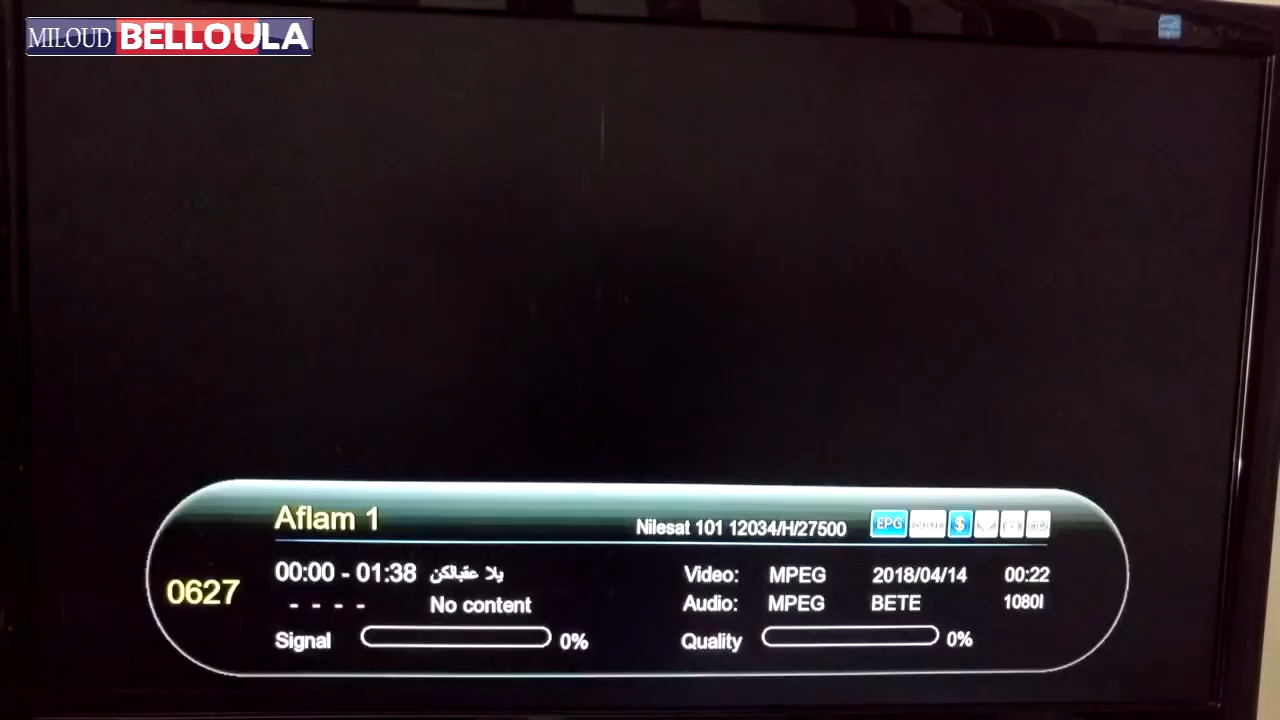 MILOUD BELLOULA
Aflam 1
Nilesat 101 12034/H/27500 EPG $
0627
00:00 - 01:38 يلا عقبالكن
Video: MPEG 2018/04/14 00:22
- - - - No content
Audio: MPEG BETE 1080I
Signal 0%
Quality 0%